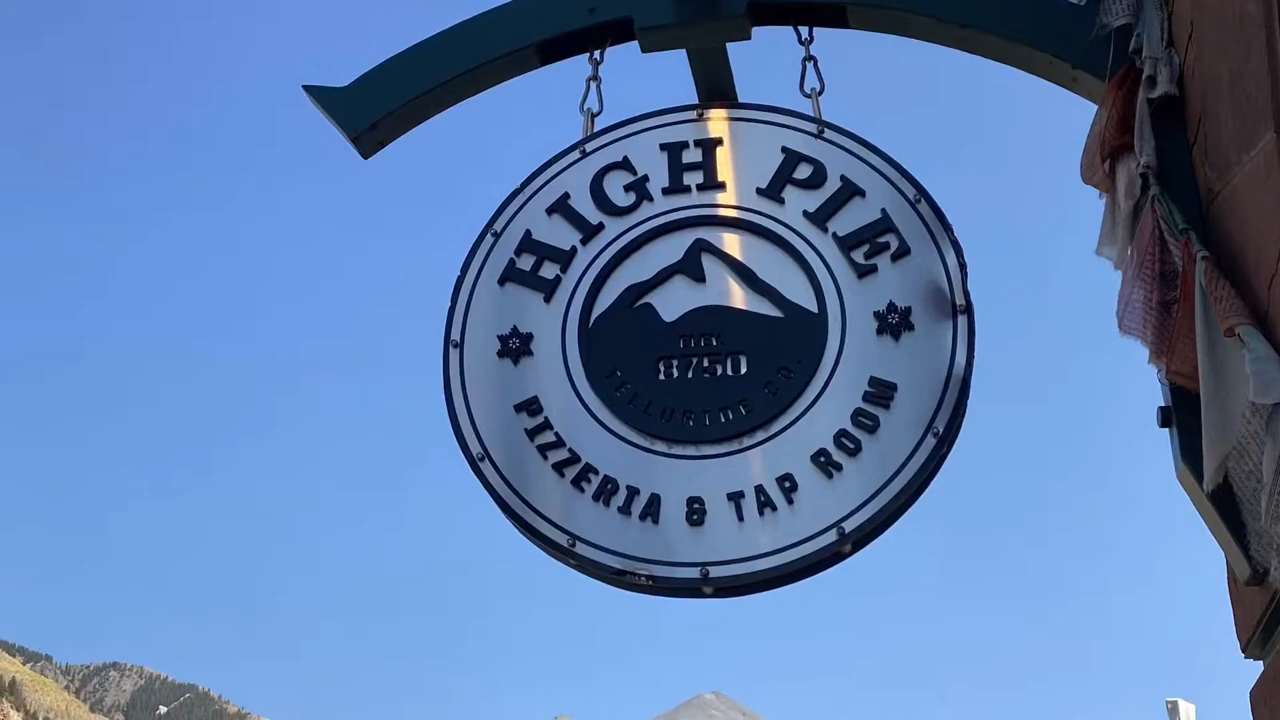 HIGH PIE
ELEV.
8750
TELLURIDE CO.
PIZZERIA & TAP ROOM